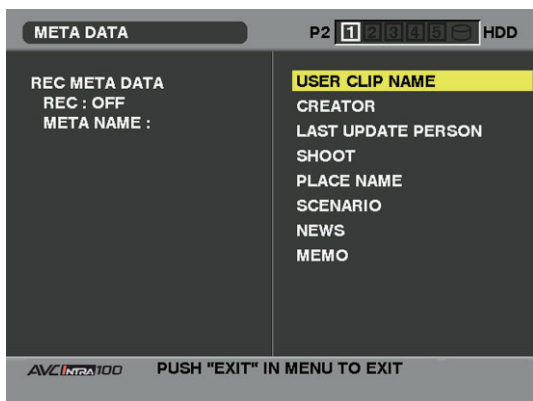 META DATA
P2 1 2 3 4 5 HDD
REC META DATA
REC : OFF
META NAME :
USER CLIP NAME
CREATOR
LAST UPDATE PERSON
SHOOT
PLACE NAME
SCENARIO
NEWS
MEMO
AVC INTRA 100 PUSH "EXIT" IN MENU TO EXIT